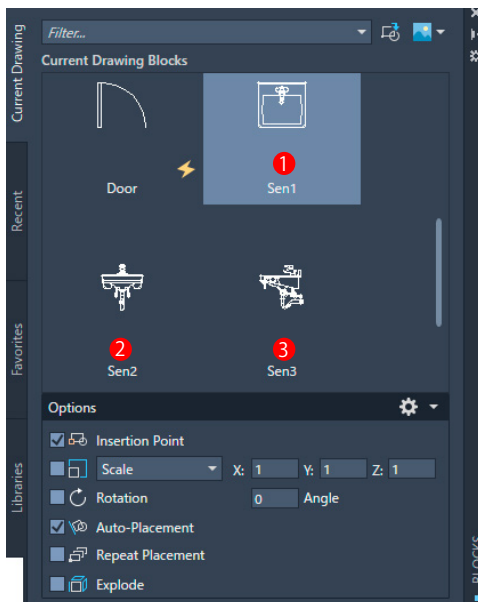 Filter...
Current Drawing
Current Drawing Blocks
Door
1
Sen1
Recent
2
Sen2
3
Sen3
Favorites
Options
Insertion Point
Scale X: 1 Y: 1 Z: 1
Rotation 0 Angle
Libraries
Auto-Placement
Repeat Placement
Explode
BLOCKS